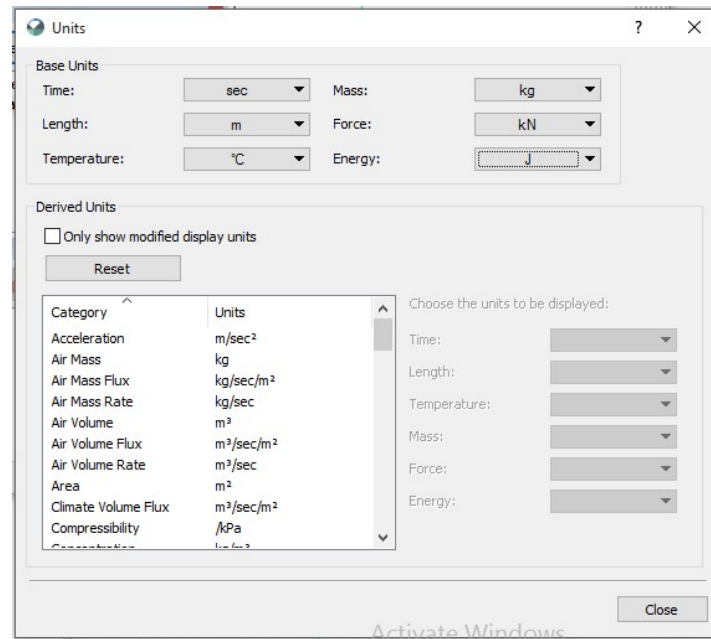 Units ? ×
Base Units
Time: sec Mass: kg
Length: m Force: kN
Temperature: °C Energy: J
Derived Units
Only show modified display units
Reset
Category Units
Acceleration m/sec²
Air Mass kg
Air Mass Flux kg/sec/m²
Air Mass Rate kg/sec
Air Volume m³
Air Volume Flux m³/sec/m²
Air Volume Rate m³/sec
Area m²
Climate Volume Flux m³/sec/m²
Compressibility /kPa
Concentration kg/m³
Choose the units to be displayed:
Time:
Length:
Temperature:
Mass:
Force:
Energy:
Close
Activate Windows